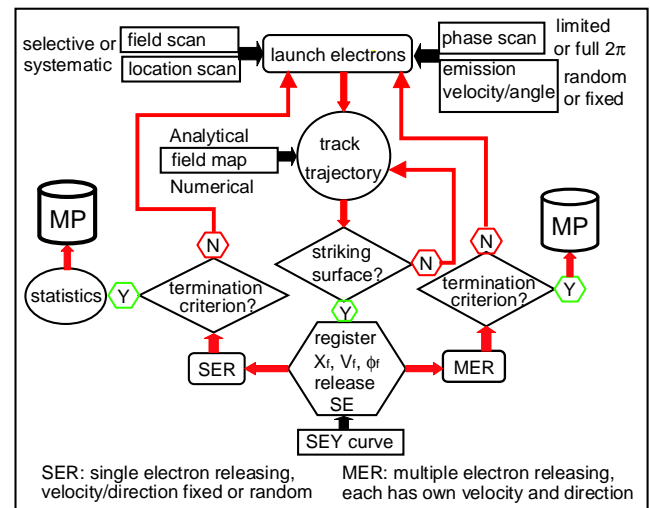 selective or
systematic
field scan
location scan
launch electrons
phase scan
emission
velocity/angle
limited
or full 2π
random
or fixed
Analytical
field map
Numerical
track
trajectory
MP
MP
N
N
N
striking
surface?
statistics
Y
termination
criterion?
termination
criterion?
Y
Y
register
Xf, Vf, ϕf
release
SE
SER
MER
SEY curve
SER: single electron releasing,
velocity/direction fixed or random
MER: multiple electron releasing,
each has own velocity and direction